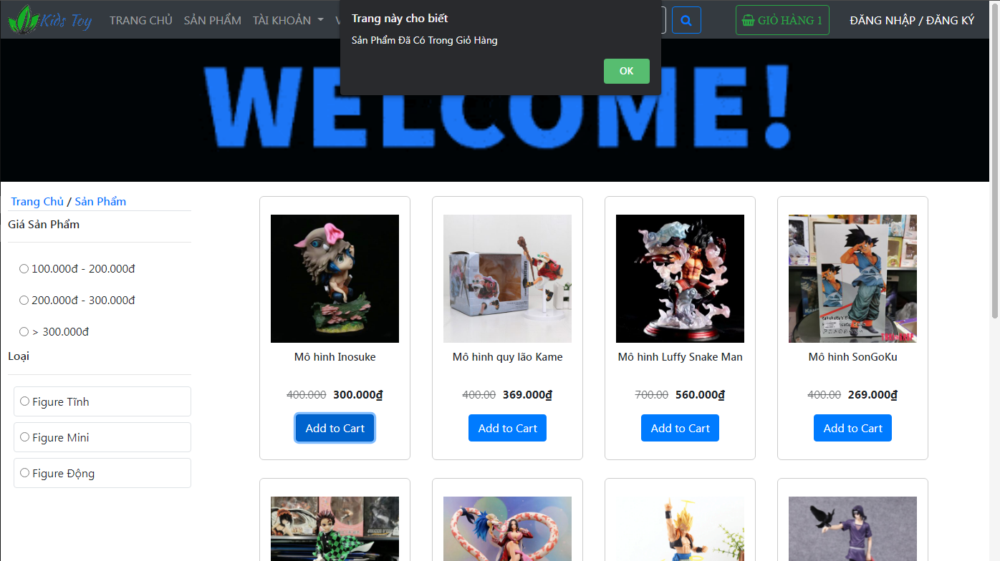 Kids Toy
TRANG CHỦ
SẢN PHẨM
TÀI KHOẢN
GIỎ HÀNG 1
ĐĂNG NHẬP / ĐĂNG KÝ
Trang này cho biết
Sản Phẩm Đã Có Trong Giỏ Hàng
OK
WELCOME!
Trang Chủ / Sản Phẩm
Giá Sản Phẩm
100.000đ - 200.000đ
200.000đ - 300.000đ
> 300.000đ
Loại
Figure Tĩnh
Figure Mini
Figure Động
Mô hình Inosuke
400.000 300.000₫
Add to Cart
Mô hình quy lão Kame
400.00 369.000₫
Add to Cart
Mô hình Luffy Snake Man
700.00 560.000₫
Add to Cart
Mô hình SonGoKu
400.00 269.000₫
Add to Cart